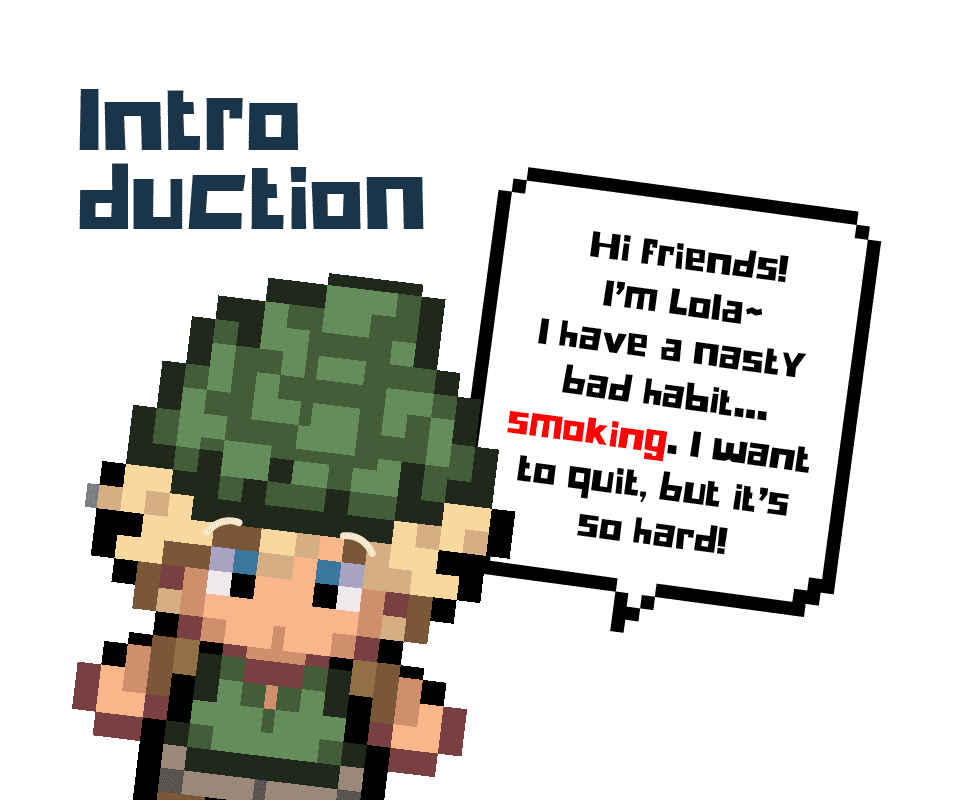 Intro
duction
Hi friends!
I'm Lola~
I have a nastY
bad habit...
smoking. I want
to quit, but it's
so hard!